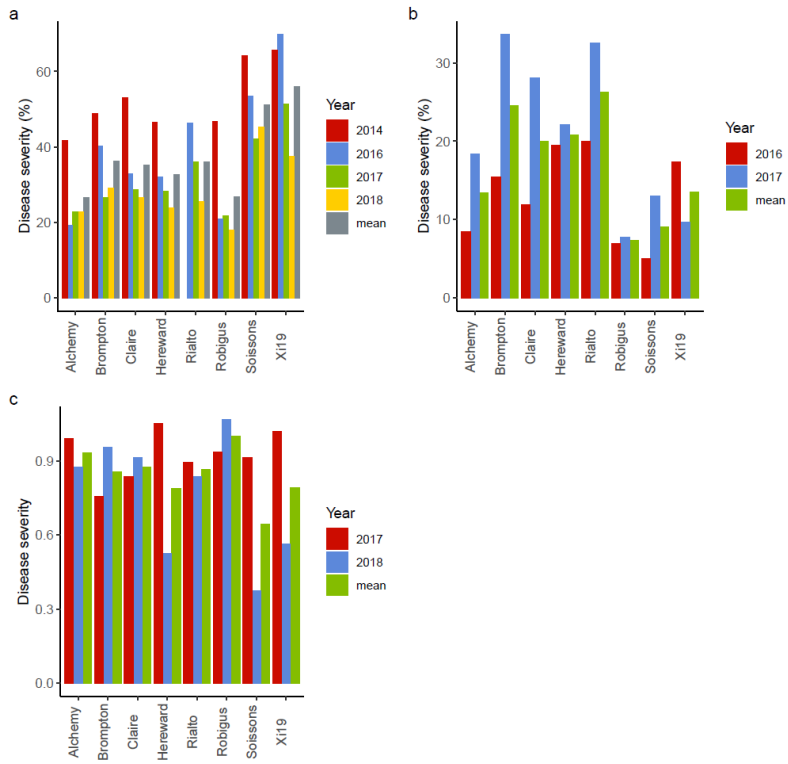 a
Disease severity (%)
60
40
20
0
Alchemy
Brompton
Claire
Hereward
Rialto
Robigus
Soissons
Xi19
Year
2014
2016
2017
2018
mean
b
Disease severity (%)
30
20
10
0
Alchemy
Brompton
Claire
Hereward
Rialto
Robigus
Soissons
Xi19
Year
2016
2017
mean
c
Disease severity
0.9
0.6
0.3
0.0
Alchemy
Brompton
Claire
Hereward
Rialto
Robigus
Soissons
Xi19
Year
2017
2018
mean